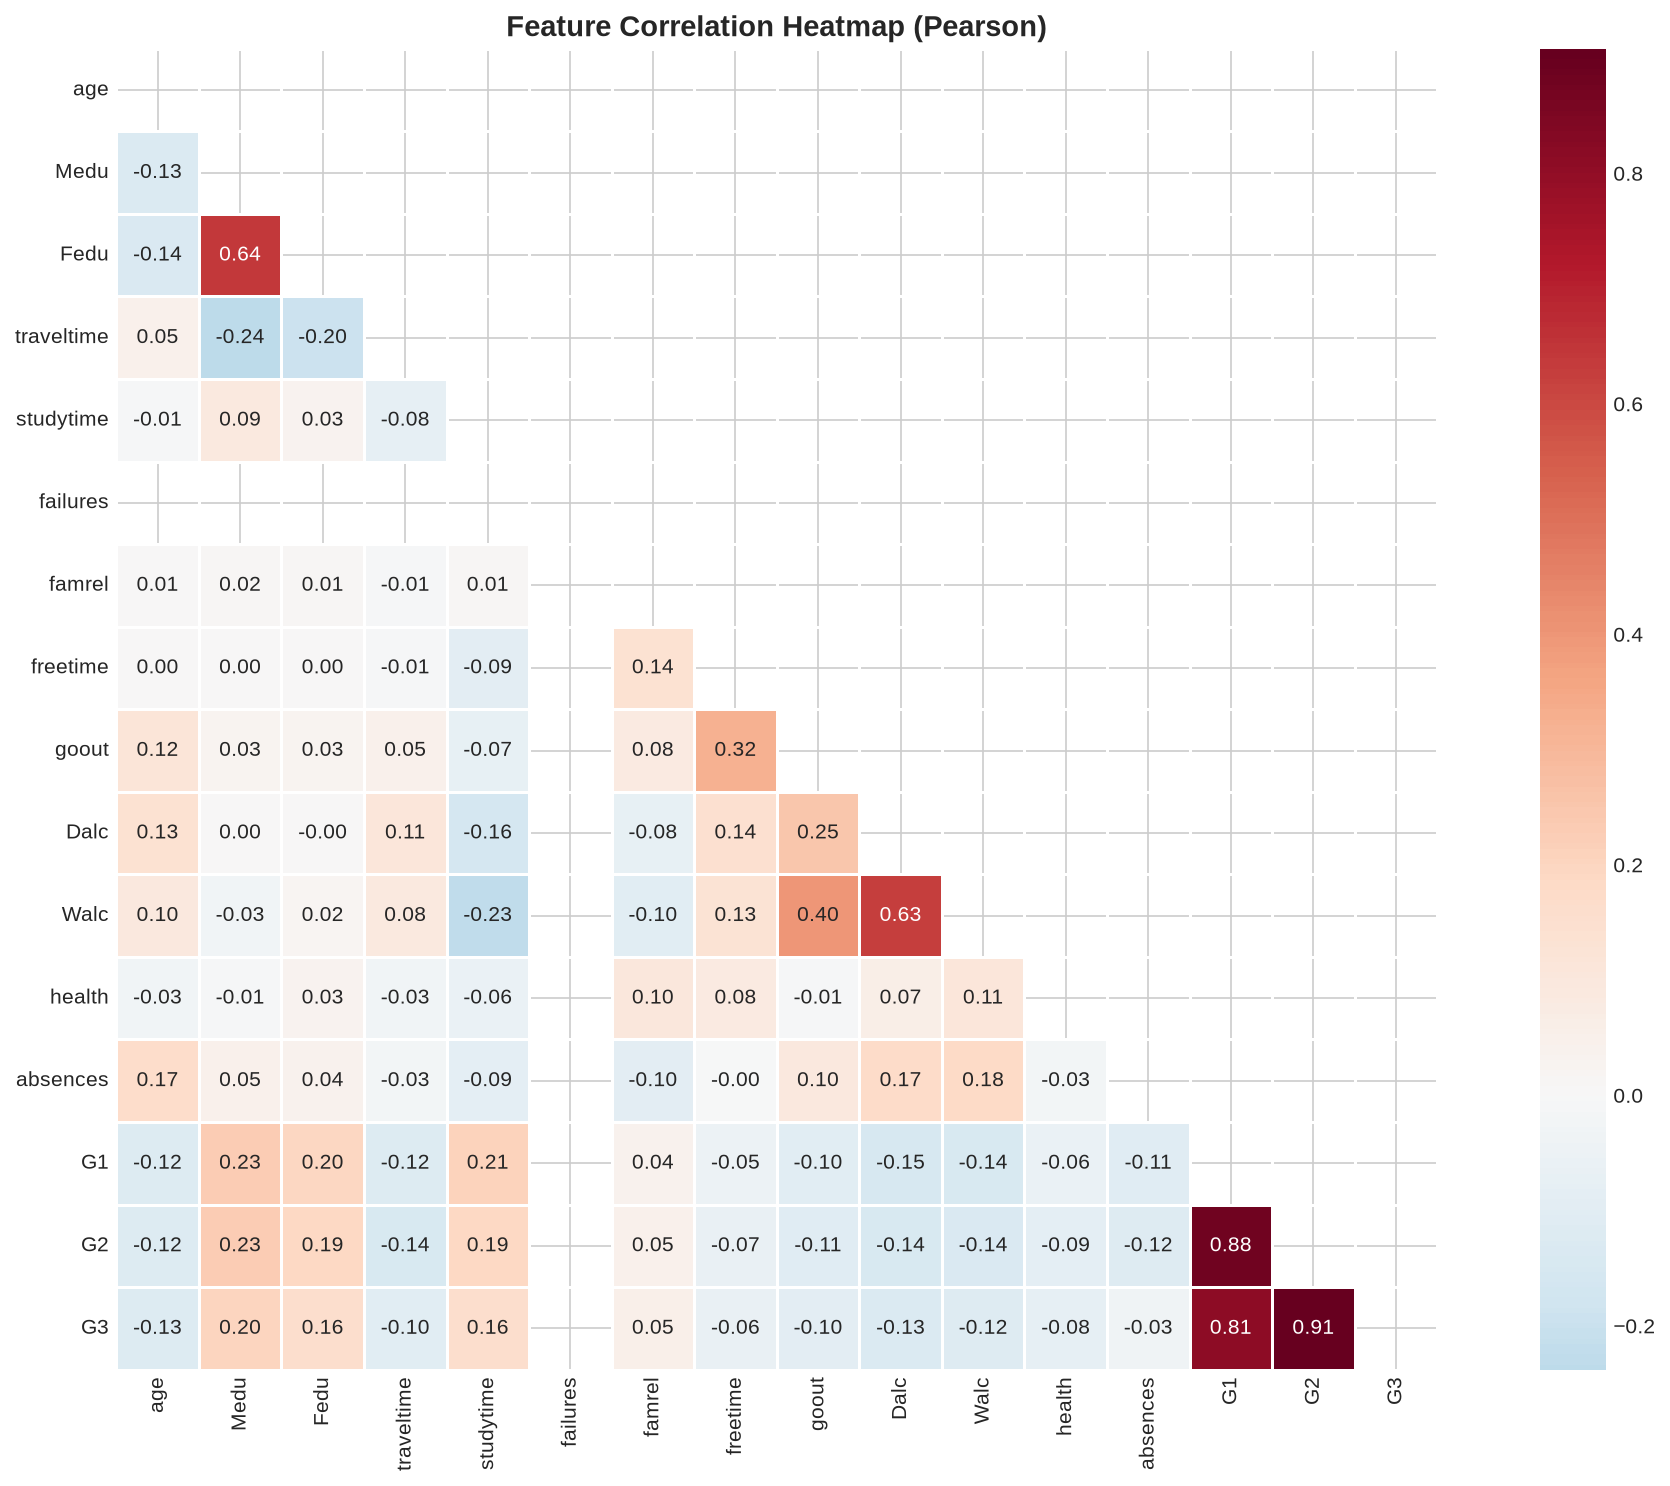 Feature Correlation Heatmap (Pearson)
age
Medu -0.13
Fedu -0.14 0.64
traveltime 0.05 -0.24 -0.20
studytime -0.01 0.09 0.03 -0.08
failures
famrel 0.01 0.02 0.01 -0.01 0.01
freetime 0.00 0.00 0.00 -0.01 -0.09 0.14
goout 0.12 0.03 0.03 0.05 -0.07 0.08 0.32
Dalc 0.13 0.00 -0.00 0.11 -0.16 -0.08 0.14 0.25
Walc 0.10 -0.03 0.02 0.08 -0.23 -0.10 0.13 0.40 0.63
health -0.03 -0.01 0.03 -0.03 -0.06 0.10 0.08 -0.01 0.07 0.11
absences 0.17 0.05 0.04 -0.03 -0.09 -0.10 -0.00 0.10 0.17 0.18 -0.03
G1 -0.12 0.23 0.20 -0.12 0.21 0.04 -0.05 -0.10 -0.15 -0.14 -0.06 -0.11
G2 -0.12 0.23 0.19 -0.14 0.19 0.05 -0.07 -0.11 -0.14 -0.14 -0.09 -0.12 0.88
G3 -0.13 0.20 0.16 -0.10 0.16 0.05 -0.06 -0.10 -0.13 -0.12 -0.08 -0.03 0.81 0.91
age Medu Fedu traveltime studytime failures famrel freetime goout Dalc Walc health absences G1 G2 G3
0.8
0.6
0.4
0.2
0.0
−0.2